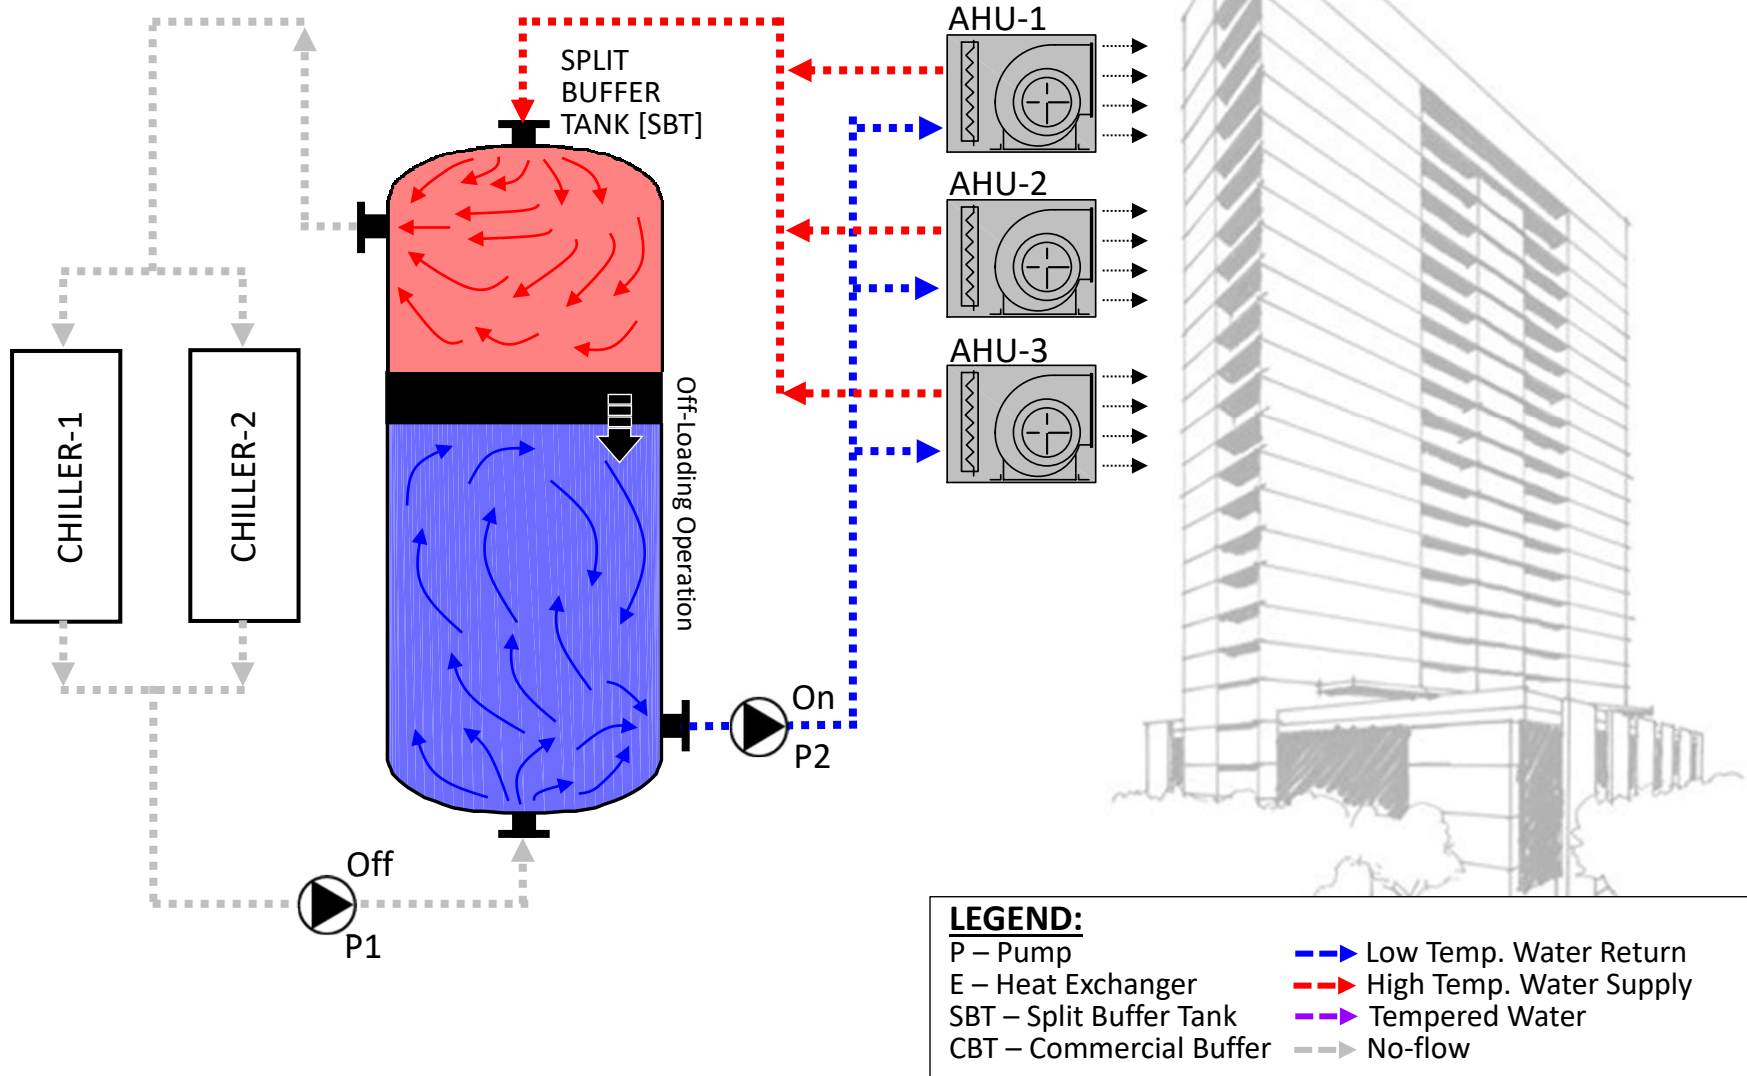 AHU-1
SPLIT
BUFFER
TANK [SBT]
AHU-2
AHU-3
Off-Loading Operation
CHILLER-1
CHILLER-2
On
P2
Off
P1
LEGEND:
P – Pump
E – Heat Exchanger
SBT – Split Buffer Tank
CBT – Commercial Buffer
Low Temp. Water Return
High Temp. Water Supply
Tempered Water
No-flow